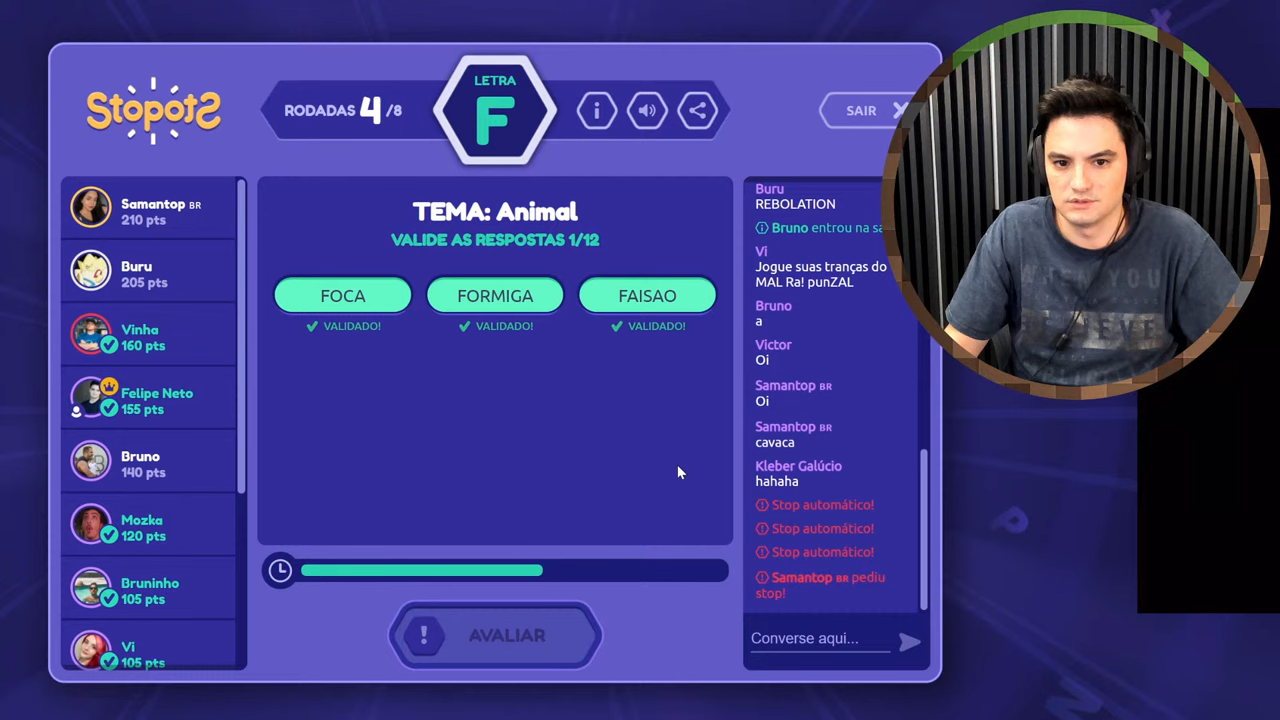 StopotS
RODADAS 4/8
LETRA
F
SAIR
Samantop BR
210 pts
Buru
205 pts
Vinha
160 pts
Felipe Neto
155 pts
Bruno
140 pts
Mozka
120 pts
Bruninho
105 pts
Vi
105 pts
TEMA: Animal
VALIDE AS RESPOSTAS 1/12
FOCA
FORMIGA
FAISAO
VALIDADO!
VALIDADO!
VALIDADO!
AVALIAR
Buru
REBOLATION
Bruno entrou na sa
Vi
Jogue suas tranças do
MAL Ra! punZAL
Bruno
a
Victor
Oi
Samantop BR
Oi
Samantop BR
cavaca
Kleber Galúcio
hahaha
Stop automático!
Stop automático!
Stop automático!
Samantop BR pediu
stop!
Converse aqui...
WHEN YOU